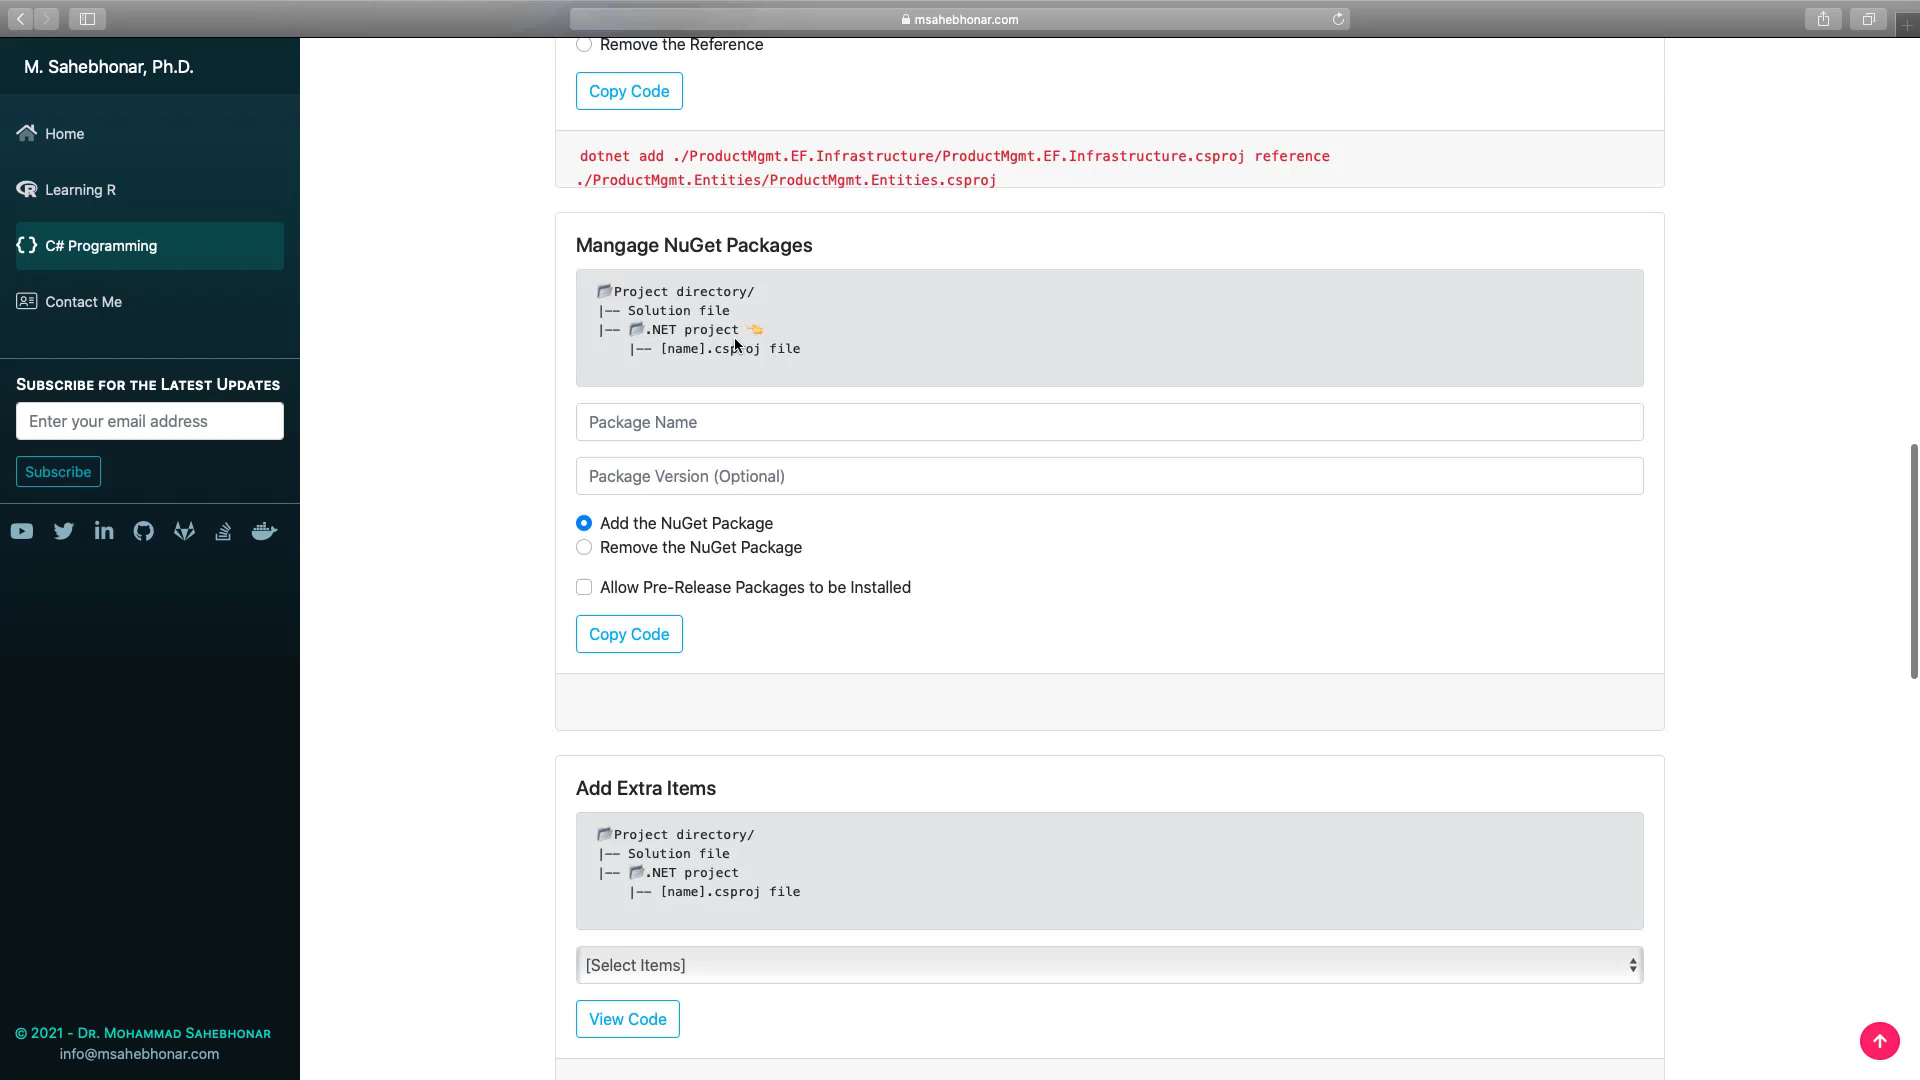 msahebhonar.com
M. Sahebhonar, Ph.D.
Home
Learning R
C# Programming
Contact Me
Subscribe for the Latest Updates
Enter your email address
Subscribe
© 2021 - Dr. Mohammad Sahebhonar
info@msahebhonar.com
Remove the Reference
Copy Code
dotnet add ./ProductMgmt.EF.Infrastructure/ProductMgmt.EF.Infrastructure.csproj reference
./ProductMgmt.Entities/ProductMgmt.Entities.csproj
Mangage NuGet Packages
Project directory/
|-- Solution file
|-- .NET project
|-- [name].csproj file
Package Name
Package Version (Optional)
Add the NuGet Package
Remove the NuGet Package
Allow Pre-Release Packages to be Installed
Copy Code
Add Extra Items
Project directory/
|-- Solution file
|-- .NET project
|-- [name].csproj file
[Select Items]
View Code